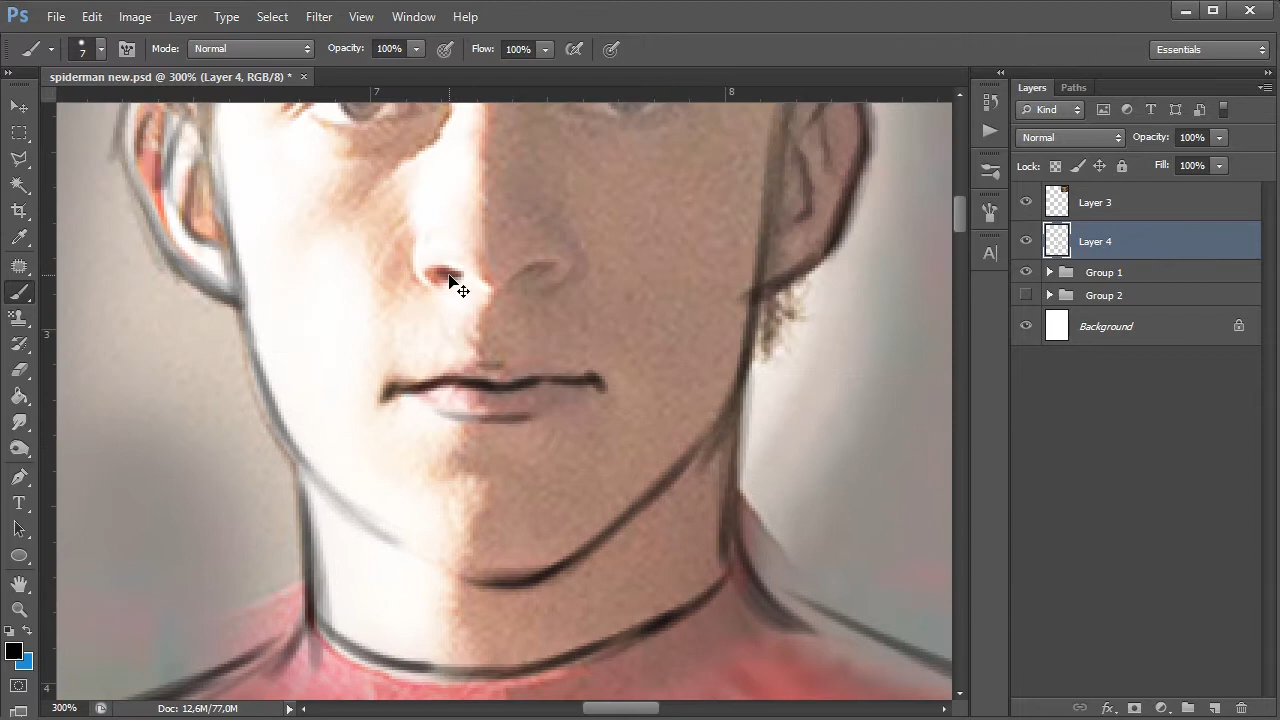 Ps File Edit Image Layer Type Select Filter View Window Help
7 Mode: Normal Opacity: 100% Flow: 100% Essentials
spiderman new.psd @ 300% (Layer 4, RGB/8) * ×
7 8
3
4
Layers Paths
Kind
Normal Opacity: 100%
Lock: Fill: 100%
Layer 3
Layer 4
Group 1
Group 2
Background
300% Doc: 12,6M/77,0M